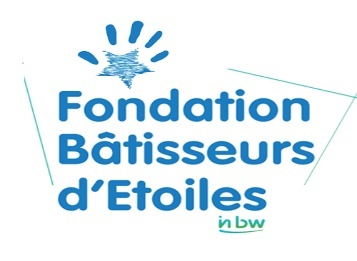 Fondation
Bâtisseurs
d'Etoiles
in bw